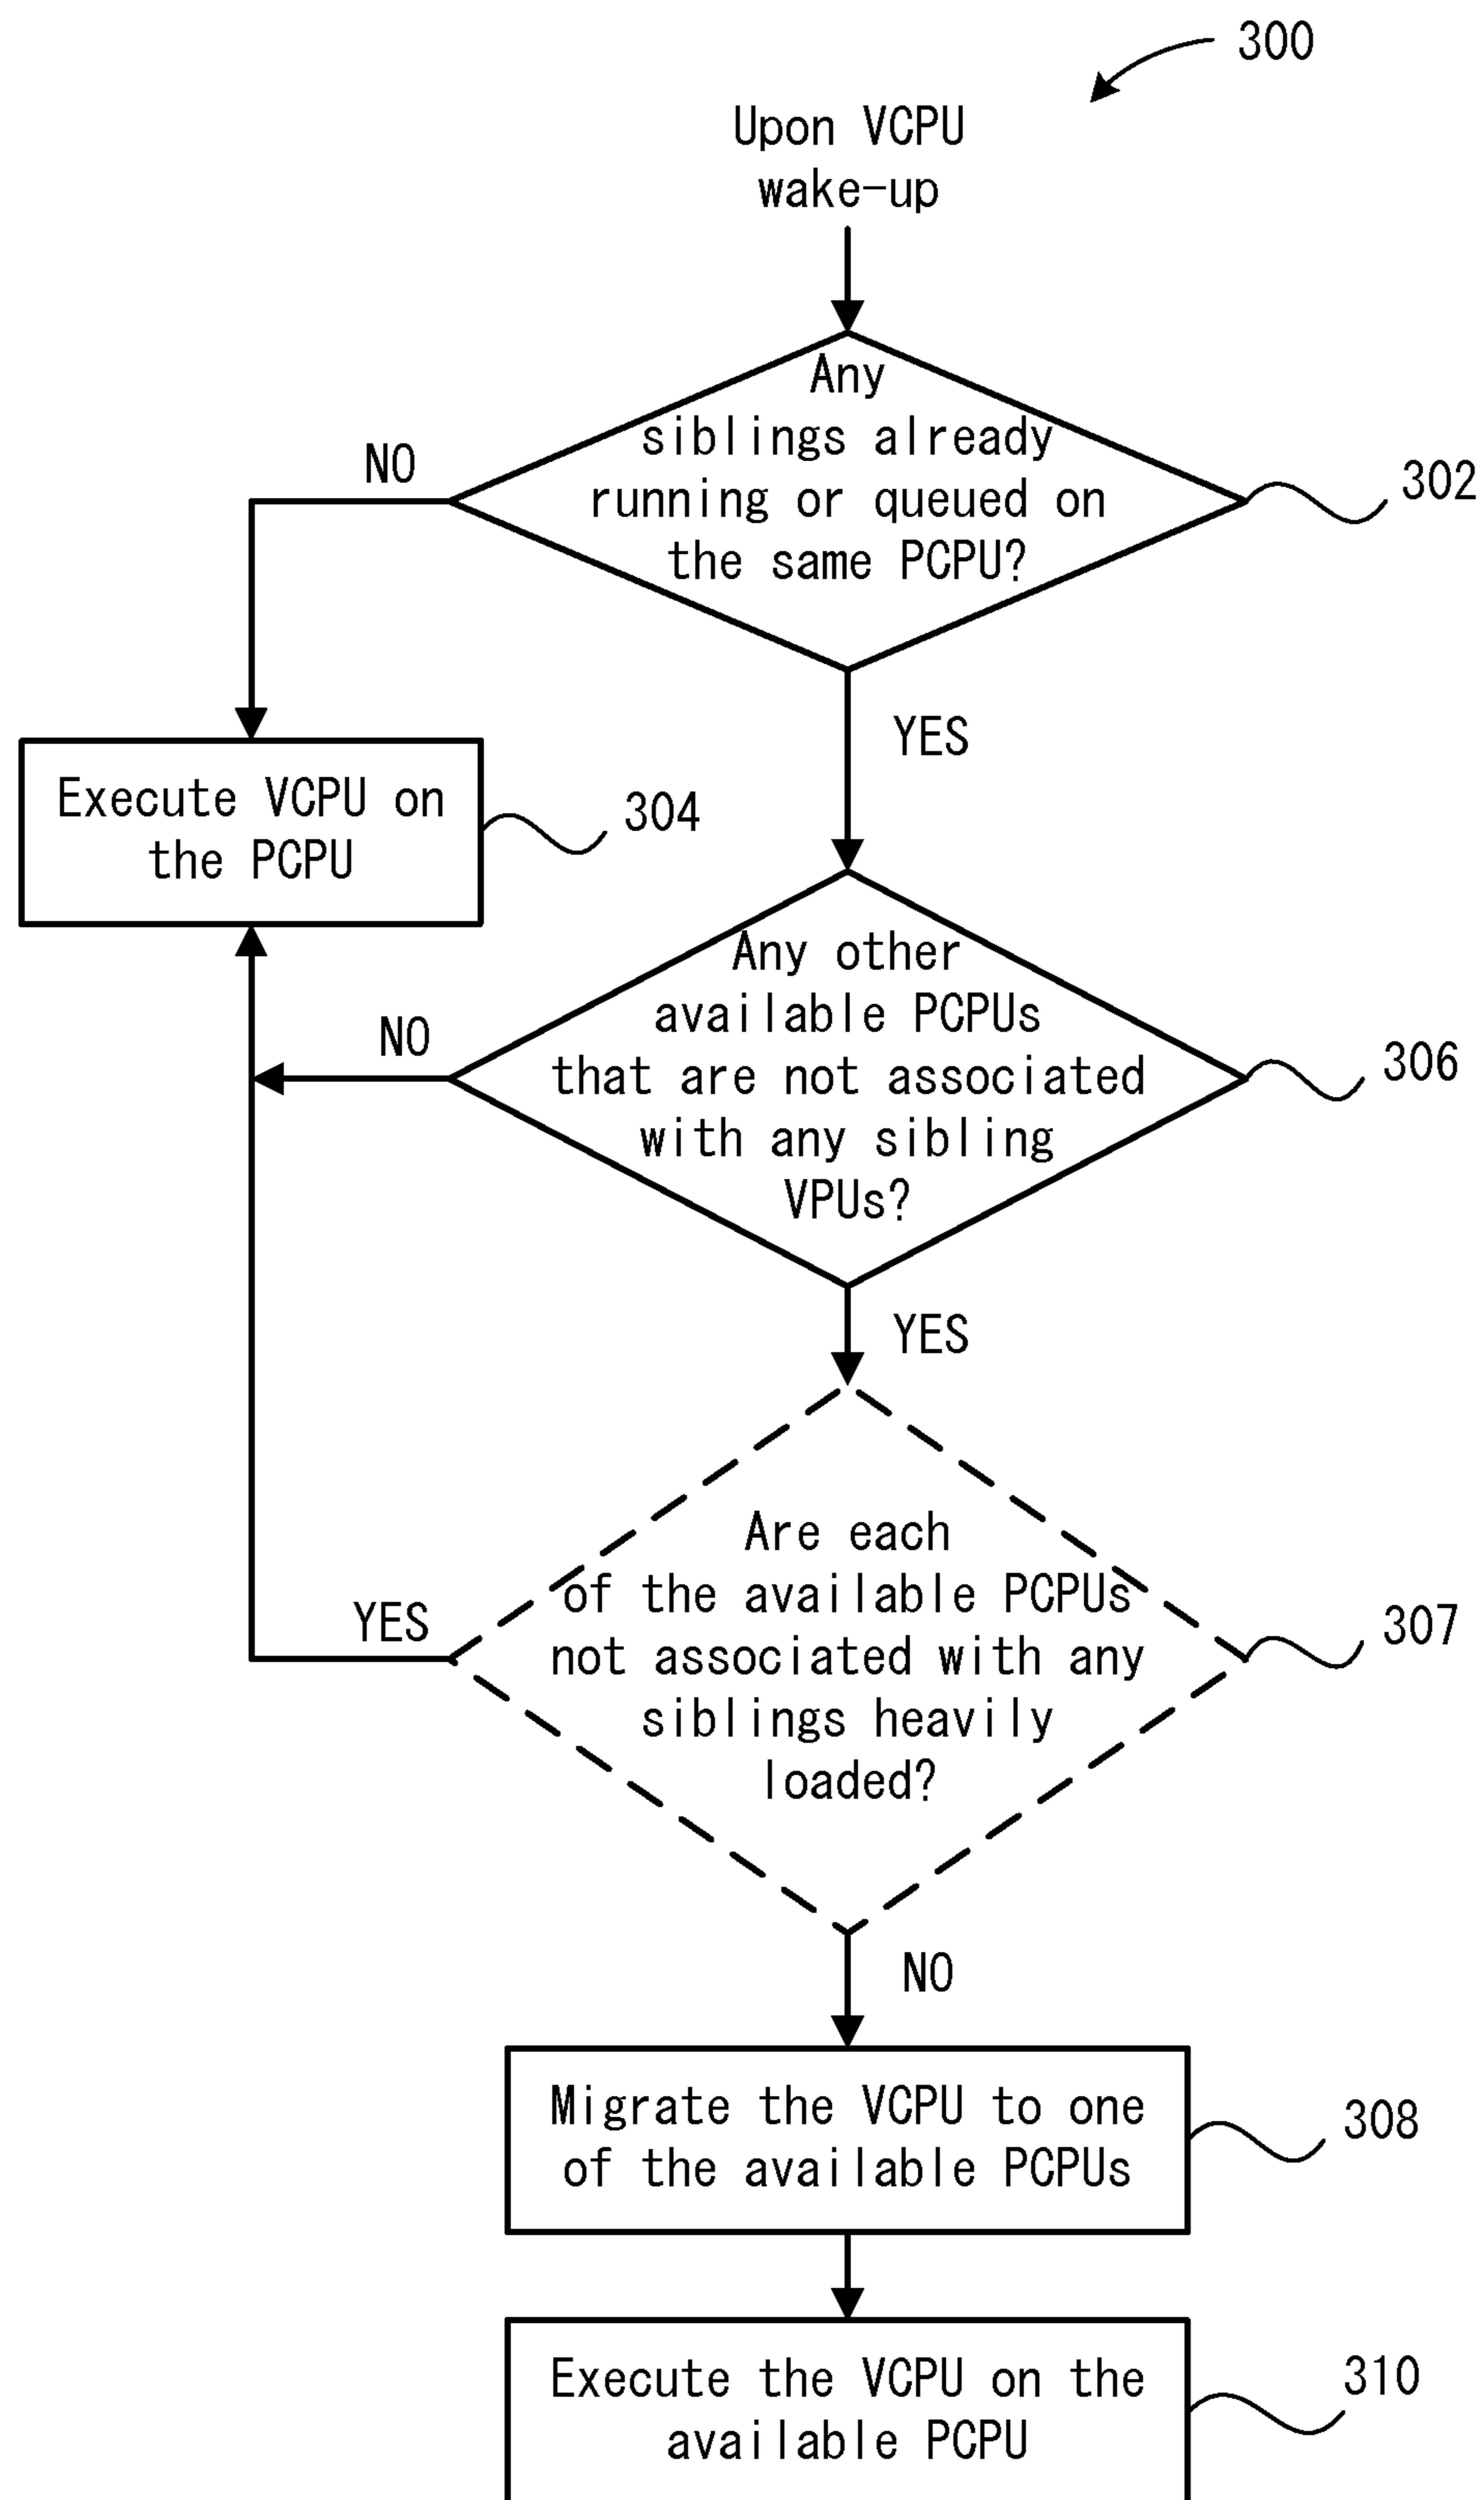 300
Upon VCPU
wake-up
Any
siblings already
running or queued on
the same PCPU?
302
NO
YES
Execute VCPU on
the PCPU
304
Any other
available PCPUs
that are not associated
with any sibling
VPUs?
306
NO
YES
Are each
of the available PCPUs
not associated with any
siblings heavily
loaded?
307
YES
NO
Migrate the VCPU to one
of the available PCPUs
308
Execute the VCPU on the
available PCPU
310